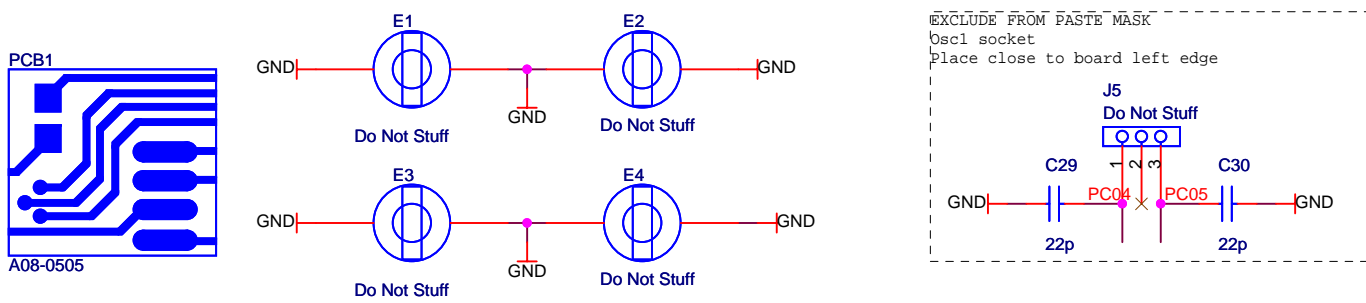 PCB1
A08-0505
E1
E2
GND
GND
GND
Do Not Stuff
Do Not Stuff
E3
E4
GND
GND
GND
Do Not Stuff
Do Not Stuff
EXCLUDE FROM PASTE MASK
Osc1 socket
Place close to board left edge
J5
Do Not Stuff
1
2
3
C29
C30
GND
PC04
PC05
GND
22p
22p